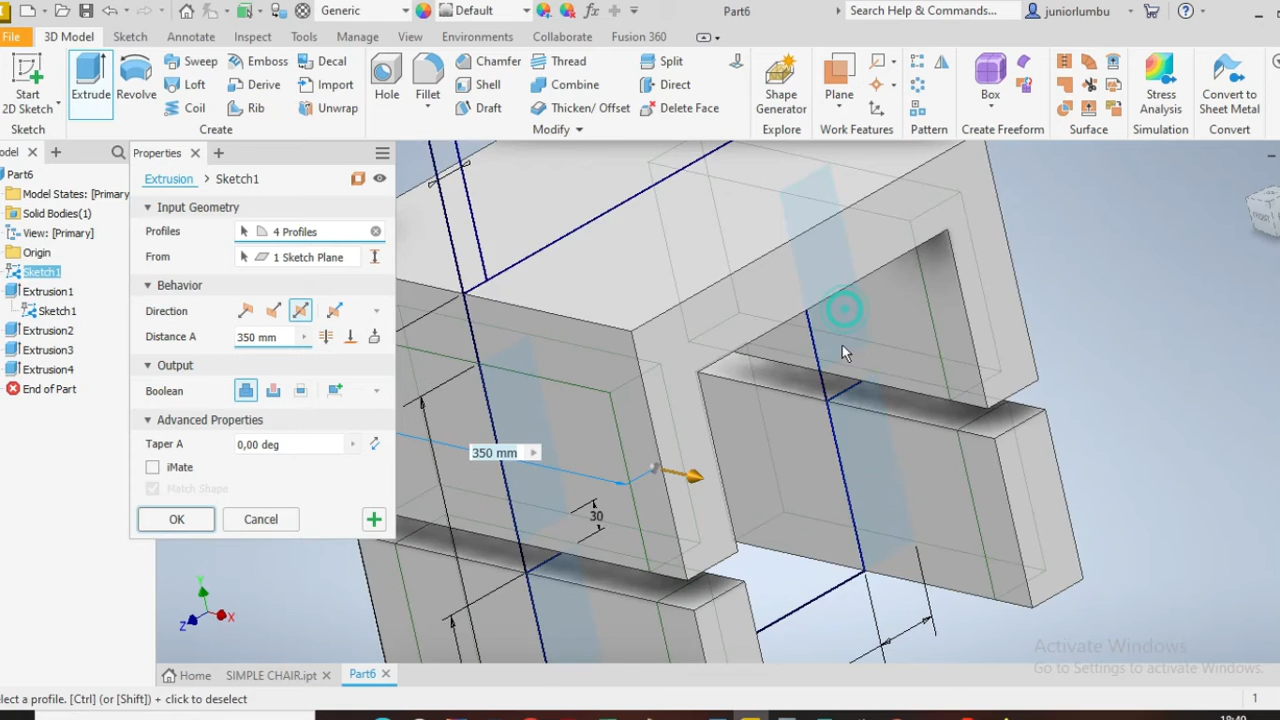 Generic
Default
fx
Part6
Search Help & Commands...
juniorlumbu
File
3D Model
Sketch
Annotate
Inspect
Tools
Manage
View
Environments
Collaborate
Fusion 360
Start
2D Sketch
Extrude
Revolve
Sweep
Emboss
Decal
Loft
Derive
Import
Coil
Rib
Unwrap
Hole
Fillet
Chamfer
Thread
Split
Shell
Combine
Direct
Draft
Thicken/ Offset
Delete Face
Shape
Generator
Plane
Box
Stress
Analysis
Convert to
Sheet Metal
Sketch
Create
Modify
Explore
Work Features
Pattern
Create Freeform
Surface
Simulation
Convert
odel
Properties
Part6
Model States: [Primary
Solid Bodies(1)
View: [Primary]
Origin
Sketch1
Extrusion1
Sketch1
Extrusion2
Extrusion3
Extrusion4
End of Part
Extrusion
Sketch1
Input Geometry
Profiles
4 Profiles
From
1 Sketch Plane
Behavior
Direction
Distance A
350 mm
Output
Boolean
Advanced Properties
Taper A
0,00 deg
iMate
Match Shape
OK
Cancel
350 mm
30
FRONT
Y
X
Z
Activate Windows
Go to Settings to activate Windows.
Home
SIMPLE CHAIR.ipt
Part6
elect a profile. [Ctrl] (or [Shift]) + click to deselect
1
18:40